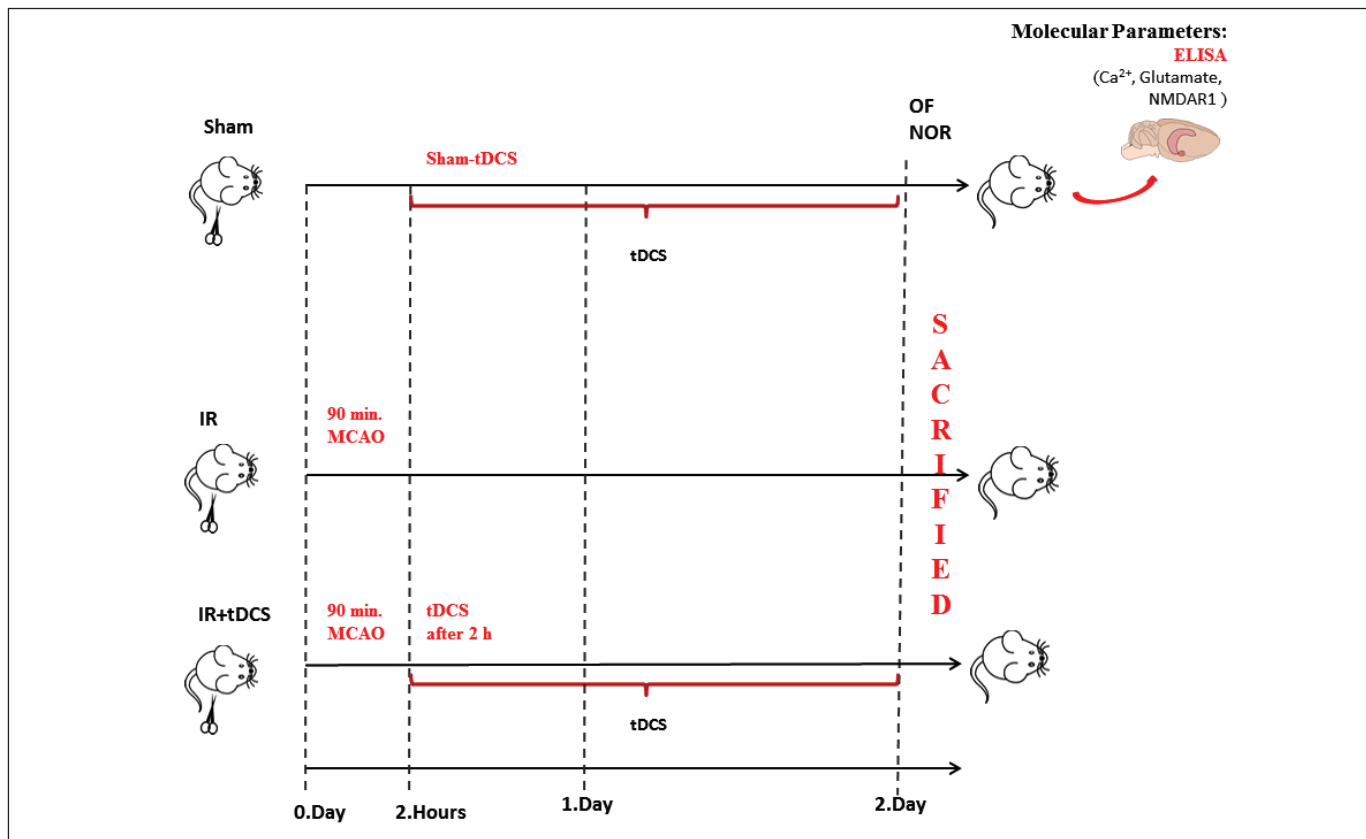 Molecular Parameters:
ELISA
(Ca²⁺, Glutamate,
NMDAR1 )
OF
NOR
Sham
Sham-tDCS
tDCS
SACRIFIED
IR
90 min.
MCAO
IR+tDCS
90 min.
MCAO
tDCS
after 2 h
tDCS
0.Day
2.Hours
1.Day
2.Day